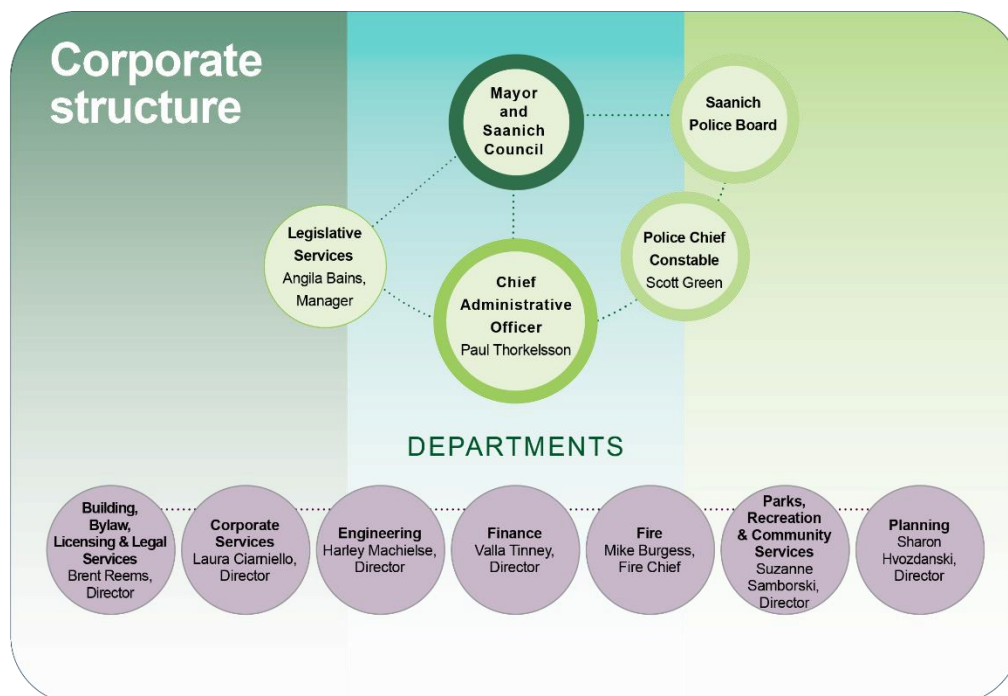 Corporate
structure
Mayor
and
Saanich
Council
Saanich
Police Board
Legislative
Services
Angila Bains,
Manager
Chief
Administrative
Officer
Paul Thorkelsson
Police Chief
Constable
Scott Green
DEPARTMENTS
Building,
Bylaw,
Licensing & Legal
Services
Brent Reems,
Director
Corporate
Services
Laura Ciarniello,
Director
Engineering
Harley Machielse,
Director
Finance
Valla Tinney,
Director
Fire
Mike Burgess,
Fire Chief
Parks,
Recreation
& Community
Services
Suzanne
Samborski,
Director
Planning
Sharon
Hvozdanski,
Director